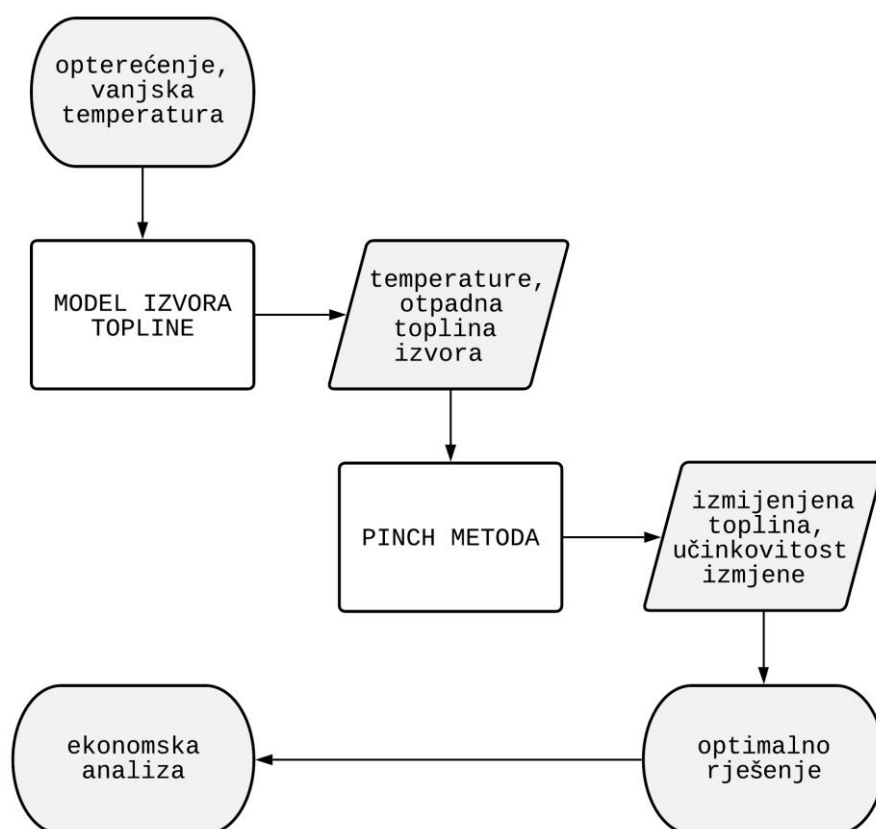 opterećenje,
vanjska
temperatura
MODEL IZVORA
TOPLINE
temperature,
otpadna
toplina
izvora
PINCH METODA
izmijenjena
toplina,
učinkovitost
izmjene
optimalno
rješenje
ekonomska
analiza